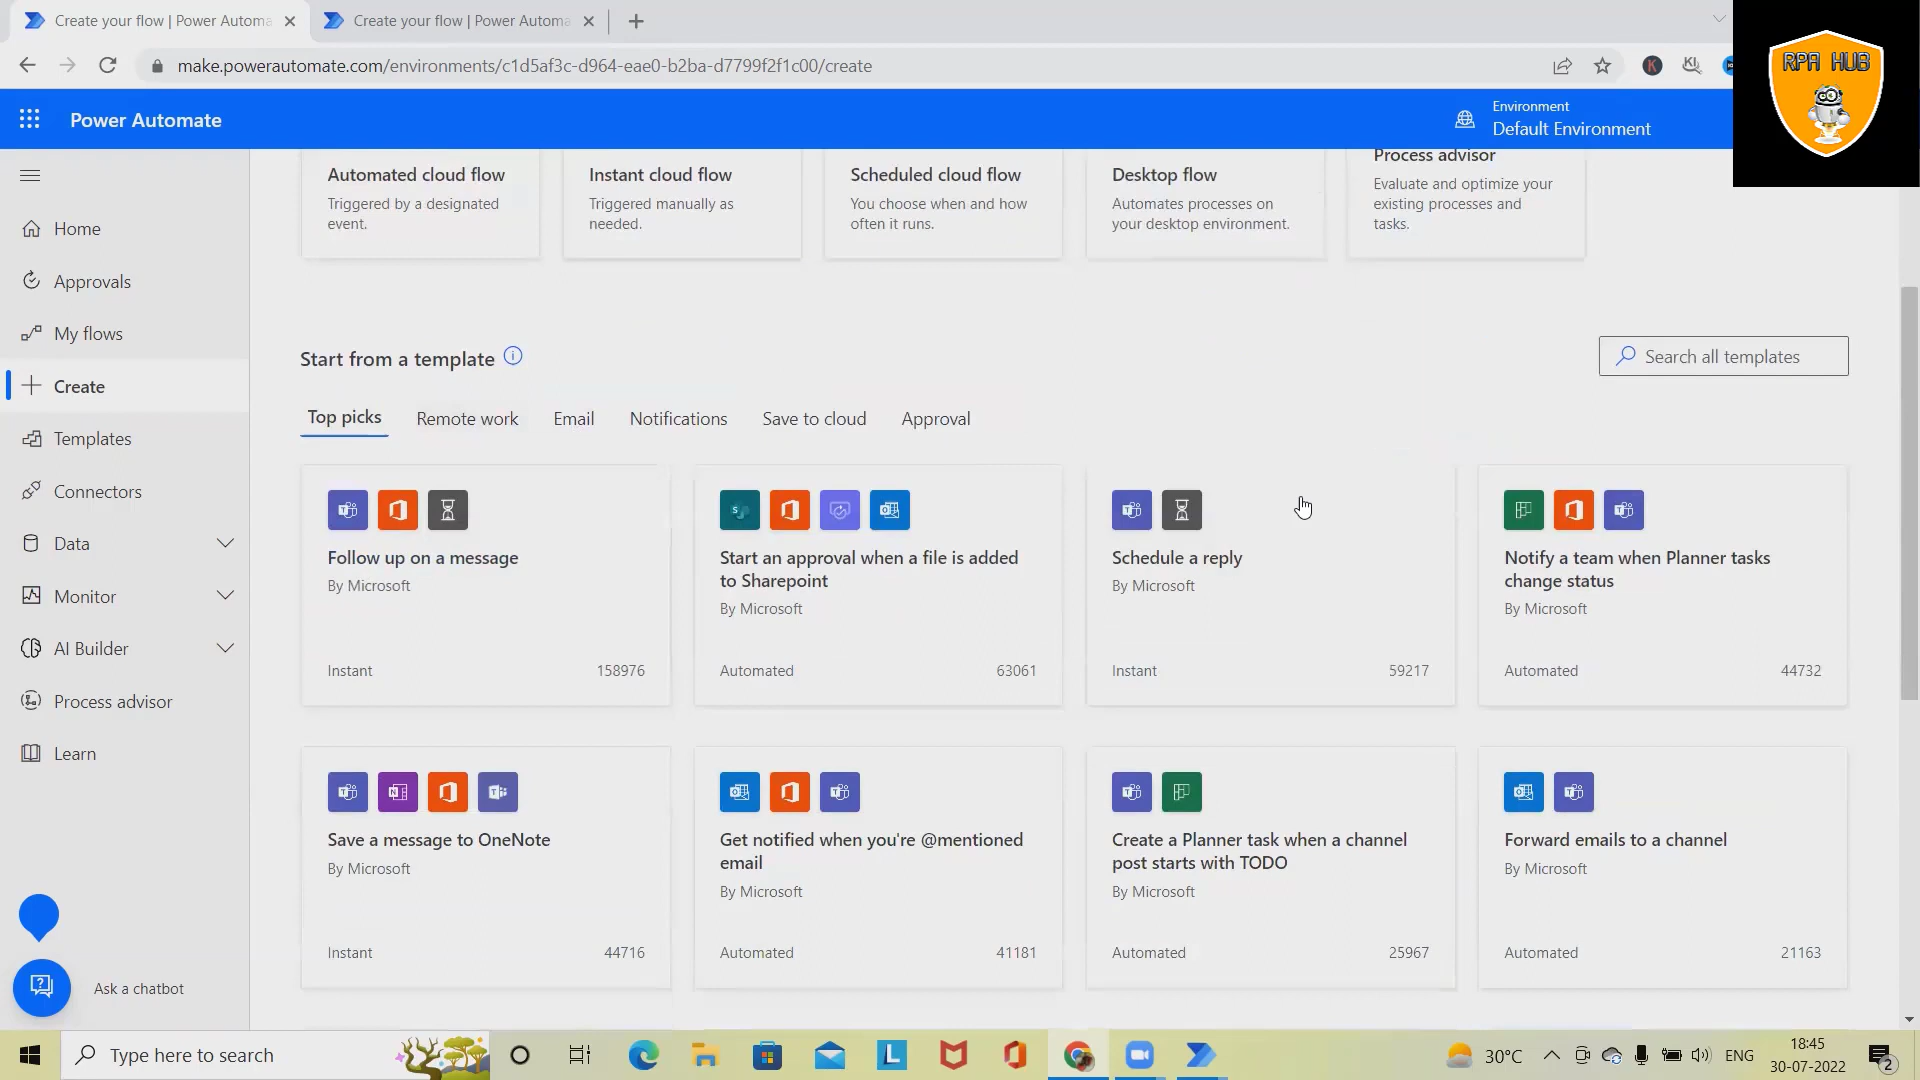 Create your flow | Power Automa
Create your flow | Power Automa
make.powerautomate.com/environments/c1d5af3c-d964-eae0-b2ba-d7799f2f1c00/create
RPA HUB
Power Automate
Environment
Default Environment
Home
Approvals
My flows
Create
Templates
Connectors
Data
Monitor
AI Builder
Process advisor
Learn
Ask a chatbot
Automated cloud flow
Triggered by a designated
event.
Instant cloud flow
Triggered manually as
needed.
Scheduled cloud flow
You choose when and how
often it runs.
Desktop flow
Automates processes on
your desktop environment.
Process advisor
Evaluate and optimize your
existing processes and
tasks.
Start from a template
Search all templates
Top picks
Remote work
Email
Notifications
Save to cloud
Approval
Follow up on a message
By Microsoft
Instant
158976
Start an approval when a file is added
to Sharepoint
By Microsoft
Automated
63061
Schedule a reply
By Microsoft
Instant
59217
Notify a team when Planner tasks
change status
By Microsoft
Automated
44732
Save a message to OneNote
By Microsoft
Instant
44716
Get notified when you're @mentioned
email
By Microsoft
Automated
41181
Create a Planner task when a channel
post starts with TODO
By Microsoft
Automated
25967
Forward emails to a channel
By Microsoft
Automated
21163
Type here to search
30°C
ENG
18:45
30-07-2022
2